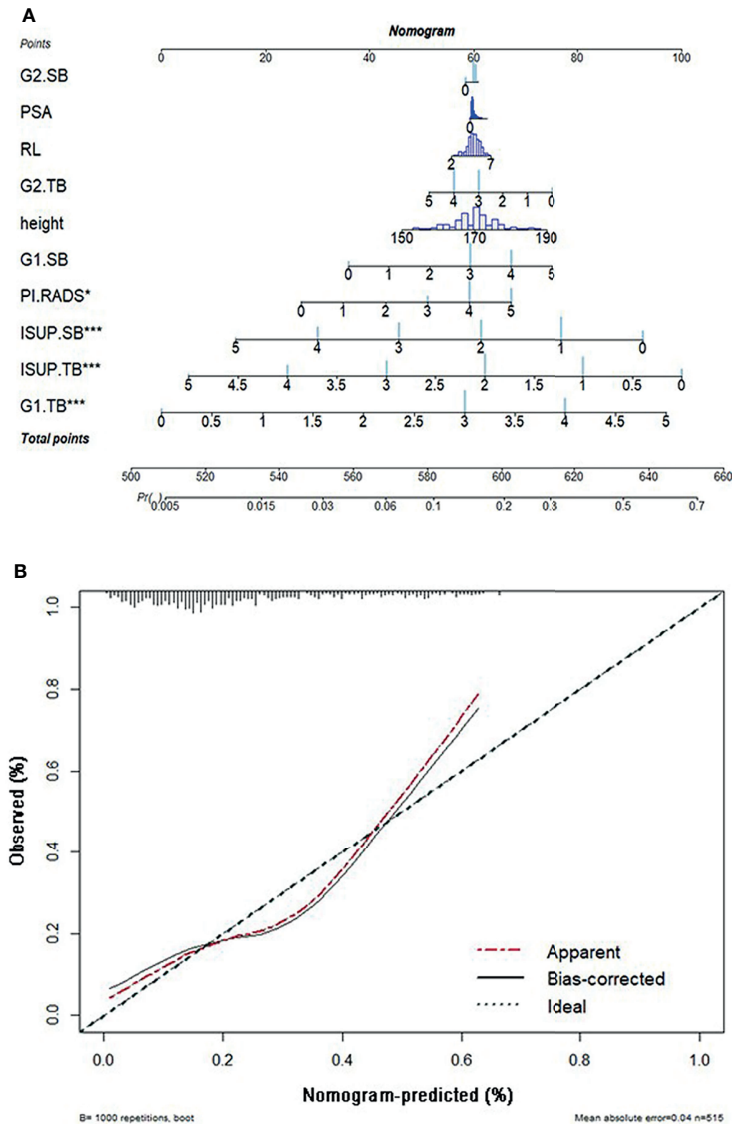 A
Nomogram
Points
0 20 40 60 80 100
G2.SB
0
PSA
0
RL
2 7
G2.TB
5 4 3 2 1 0
height
150 170 190
G1.SB
0 1 2 3 4 5
PI.RADS*
0 1 2 3 4 5
ISUP.SB***
5 4 3 2 1 0
ISUP.TB***
5 4.5 4 3.5 3 2.5 2 1.5 1 0.5 0
G1.TB***
0 0.5 1 1.5 2 2.5 3 3.5 4 4.5 5
Total points
500 520 540 560 580 600 620 640 660
Pr( )
0.005 0.015 0.03 0.06 0.1 0.2 0.3 0.5 0.7
B
1.0
0.8
0.6
0.4
0.2
0.0
Observed (%)
Apparent
Bias-corrected
Ideal
0.0 0.2 0.4 0.6 0.8 1.0
Nomogram-predicted (%)
B= 1000 repetitions, boot
Mean absolute error=0.04 n=515